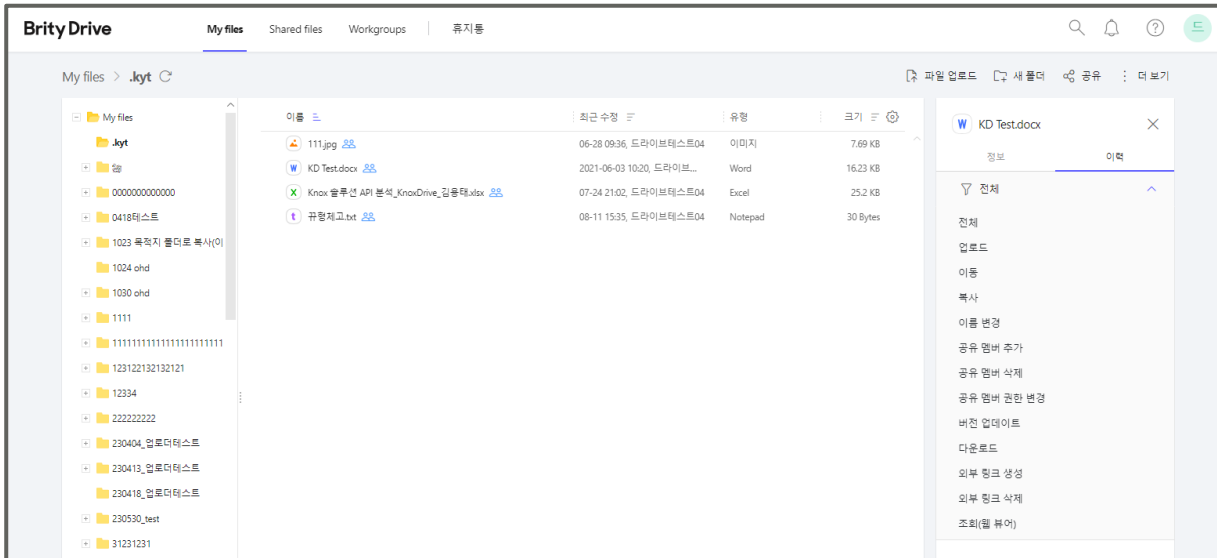 Brity Drive
My files Shared files Workgroups 휴지통 드
My files > .kyt
파일 업로드 새 폴더 공유 더 보기
My files
.kyt
0000000000000
0418테스트
1023 목적지 폴더로 복사(이
1024 ohd
1030 ohd
1111
1111111111111111111111
123122132132121
12334
222222222
230404_업로더테스트
230413_업로더테스트
230418_업로더테스트
230530_test
31231231
이름 최근 수정 유형 크기
111.jpg 06-28 09:36, 드라이브테스트04 이미지 7.69 KB
KD Test.docx 2021-06-03 10:20, 드라이브... Word 16.23 KB
Knox 솔루션 API 분석_KnoxDrive_김용태.xlsx 07-24 21:02, 드라이브테스트04 Excel 25.2 KB
뀨형제고.txt 08-11 15:35, 드라이브테스트04 Notepad 30 Bytes
KD Test.docx
정보 이력
전체
전체
업로드
이동
복사
이름 변경
공유 멤버 추가
공유 멤버 삭제
공유 멤버 권한 변경
버전 업데이트
다운로드
외부 링크 생성
외부 링크 삭제
조회(웹 뷰어)